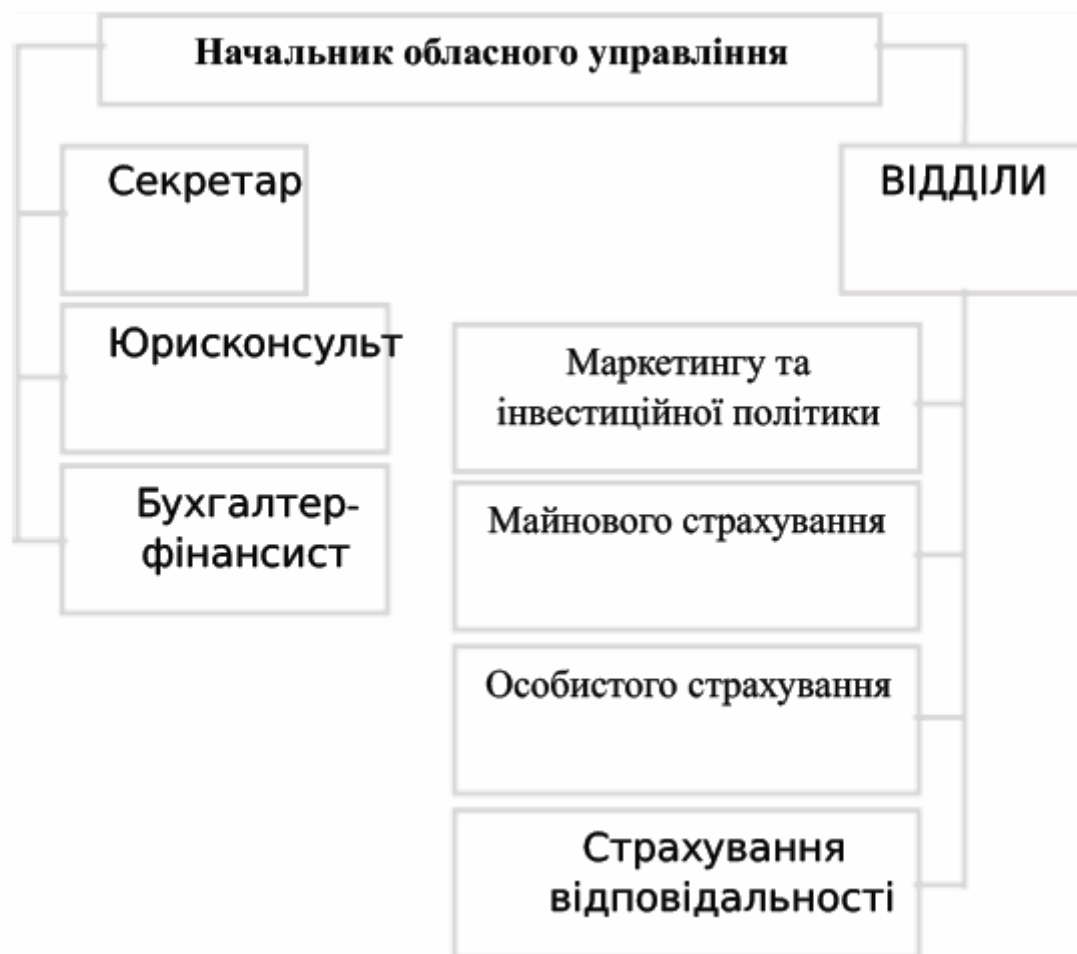 Начальник обласного управління
Секретар
ВІДДІЛИ
Юрисконсульт
Маркетингу та
інвестиційної політики
Бухгалтер-
фінансист
Майнового страхування
Особистого страхування
Страхування
відповідальності